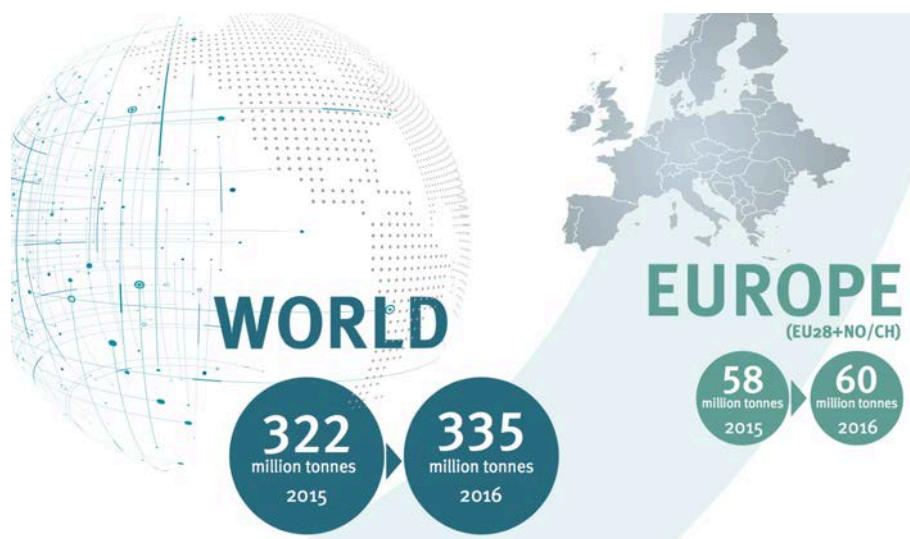 WORLD
322
million tonnes
2015
335
million tonnes
2016
EUROPE
(EU28+NO/CH)
58
million tonnes
2015
60
million tonnes
2016